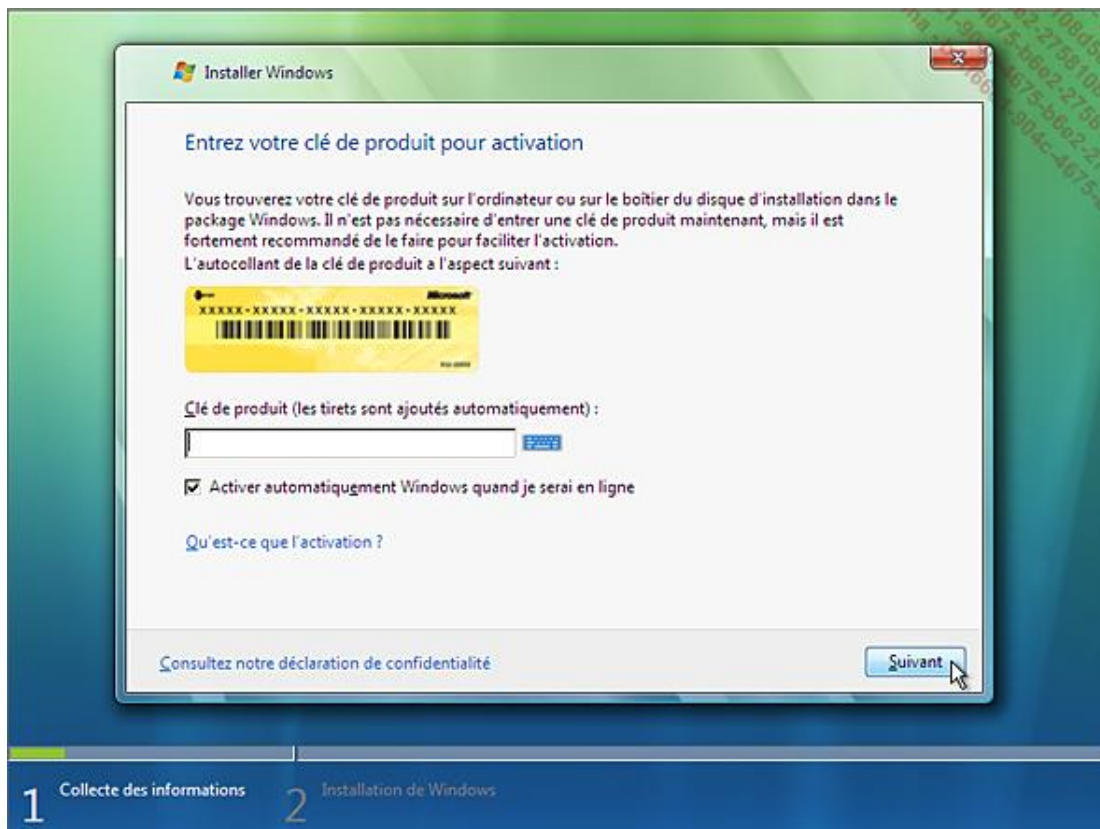 Installer Windows
Entrez votre clé de produit pour activation
Vous trouverez votre clé de produit sur l'ordinateur ou sur le boîtier du disque d'installation dans le
package Windows. Il n'est pas nécessaire d'entrer une clé de produit maintenant, mais il est
fortement recommandé de le faire pour faciliter l'activation.
L'autocollant de la clé de produit a l'aspect suivant :
Microsoft
XXXXX-XXXXX-XXXXX-XXXXX-XXXXX
Clé de produit (les tirets sont ajoutés automatiquement) :
Activer automatiquement Windows quand je serai en ligne
Qu'est-ce que l'activation ?
Consultez notre déclaration de confidentialité
Suivant
1 Collecte des informations
2 Installation de Windows